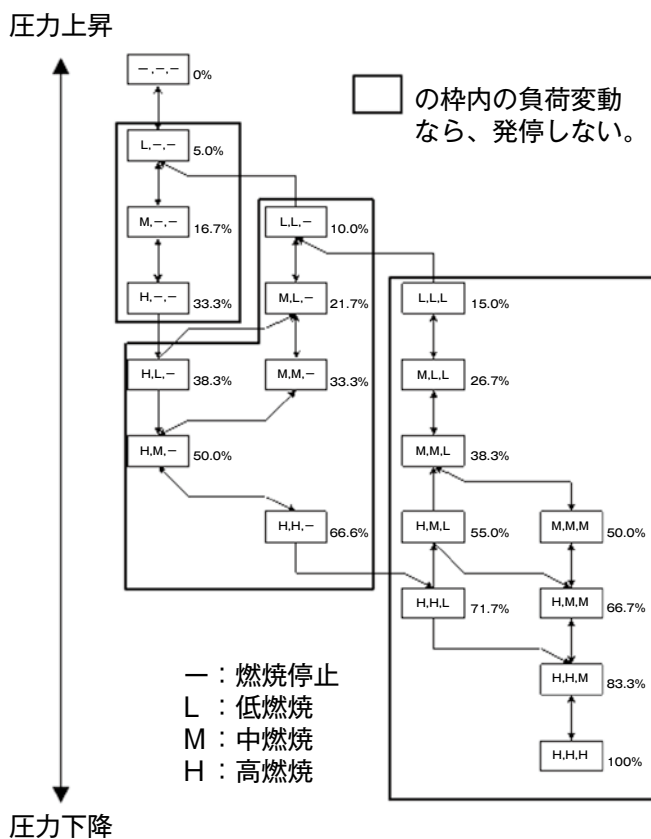 圧力上昇
－,－,－ 0%
の枠内の負荷変動
なら、発停しない。
L,－,－ 5.0%
M,－,－ 16.7%
L,L,－ 10.0%
H,－,－ 33.3%
M,L,－ 21.7%
L,L,L 15.0%
H,L,－ 38.3%
M,M,－ 33.3%
M,L,L 26.7%
H,M,－ 50.0%
M,M,L 38.3%
H,H,－ 66.6%
H,M,L 55.0%
M,M,M 50.0%
H,H,L 71.7%
H,M,M 66.7%
H,H,M 83.3%
H,H,H 100%
－：燃焼停止
L：低燃焼
M：中燃焼
H：高燃焼
圧力下降